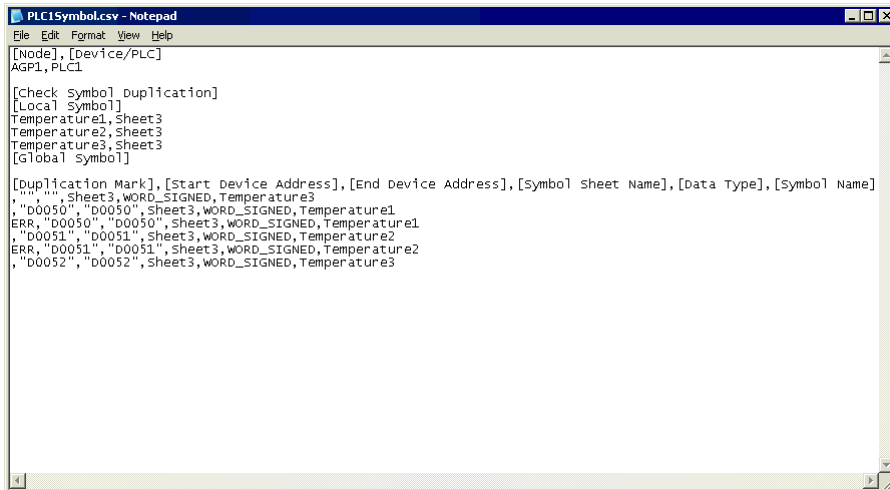 PLC1Symbol.csv - Notepad
File Edit Format View Help
[Node],[Device/PLC]
AGP1,PLC1
[Check Symbol Duplication]
[Local Symbol]
Temperature1,Sheet3
Temperature2,Sheet3
Temperature3,Sheet3
[Global Symbol]
[Duplication Mark],[Start Device Address],[End Device Address],[Symbol Sheet Name],[Data Type],[Symbol Name]
,"","",Sheet3,WORD_SIGNED,Temperature3
,"D0050","D0050",Sheet3,WORD_SIGNED,Temperature1
ERR,"D0050","D0050",Sheet3,WORD_SIGNED,Temperature1
,"D0051","D0051",Sheet3,WORD_SIGNED,Temperature2
ERR,"D0051","D0051",Sheet3,WORD_SIGNED,Temperature2
,"D0052","D0052",Sheet3,WORD_SIGNED,Temperature3